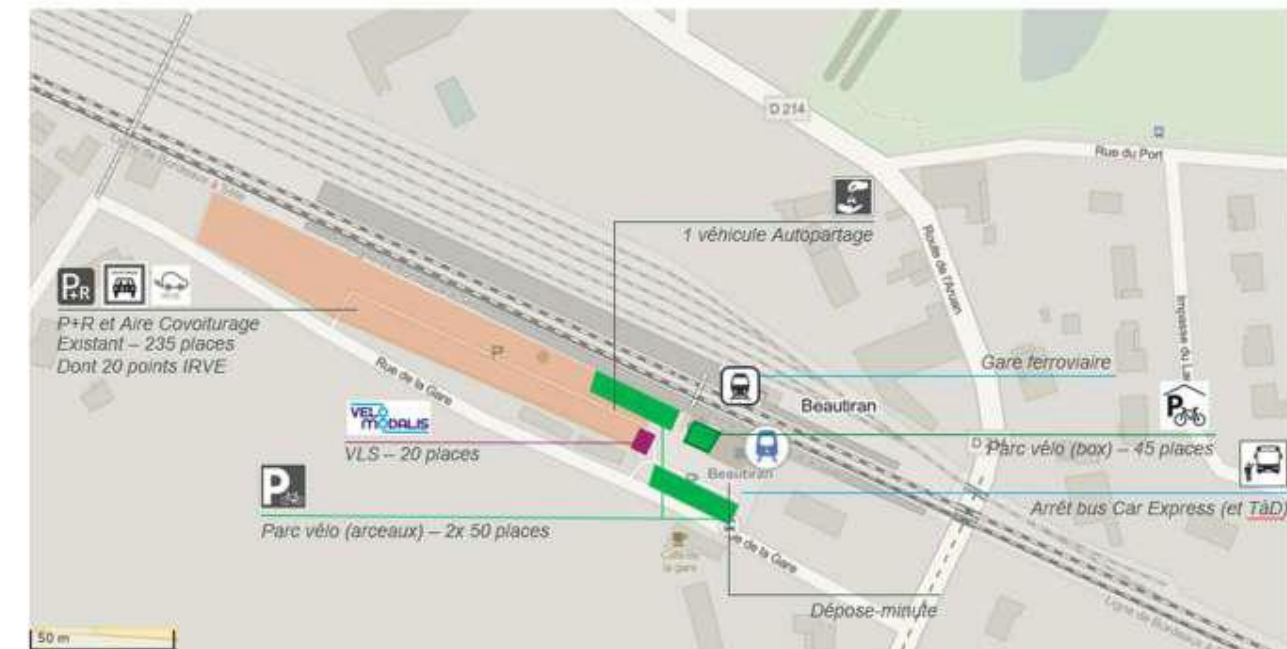 D 214
Rue du Port
1 véhicule Autopartage
Route de l'Aruan
P+R
P+R et Aire Covoiturage
Existant – 235 places
Dont 20 points IRVE
P
Rue de la Gare
Gare ferroviaire
Beautiran
VELO
MODALIS
VLS – 20 places
P
Parc vélo (box) – 45 places
Beautiran
P
Arrêt bus Car Express (et TàD)
Parc vélo (arceaux) – 2x 50 places
la gare
Rue de la Gare
Dépose-minute
50 m